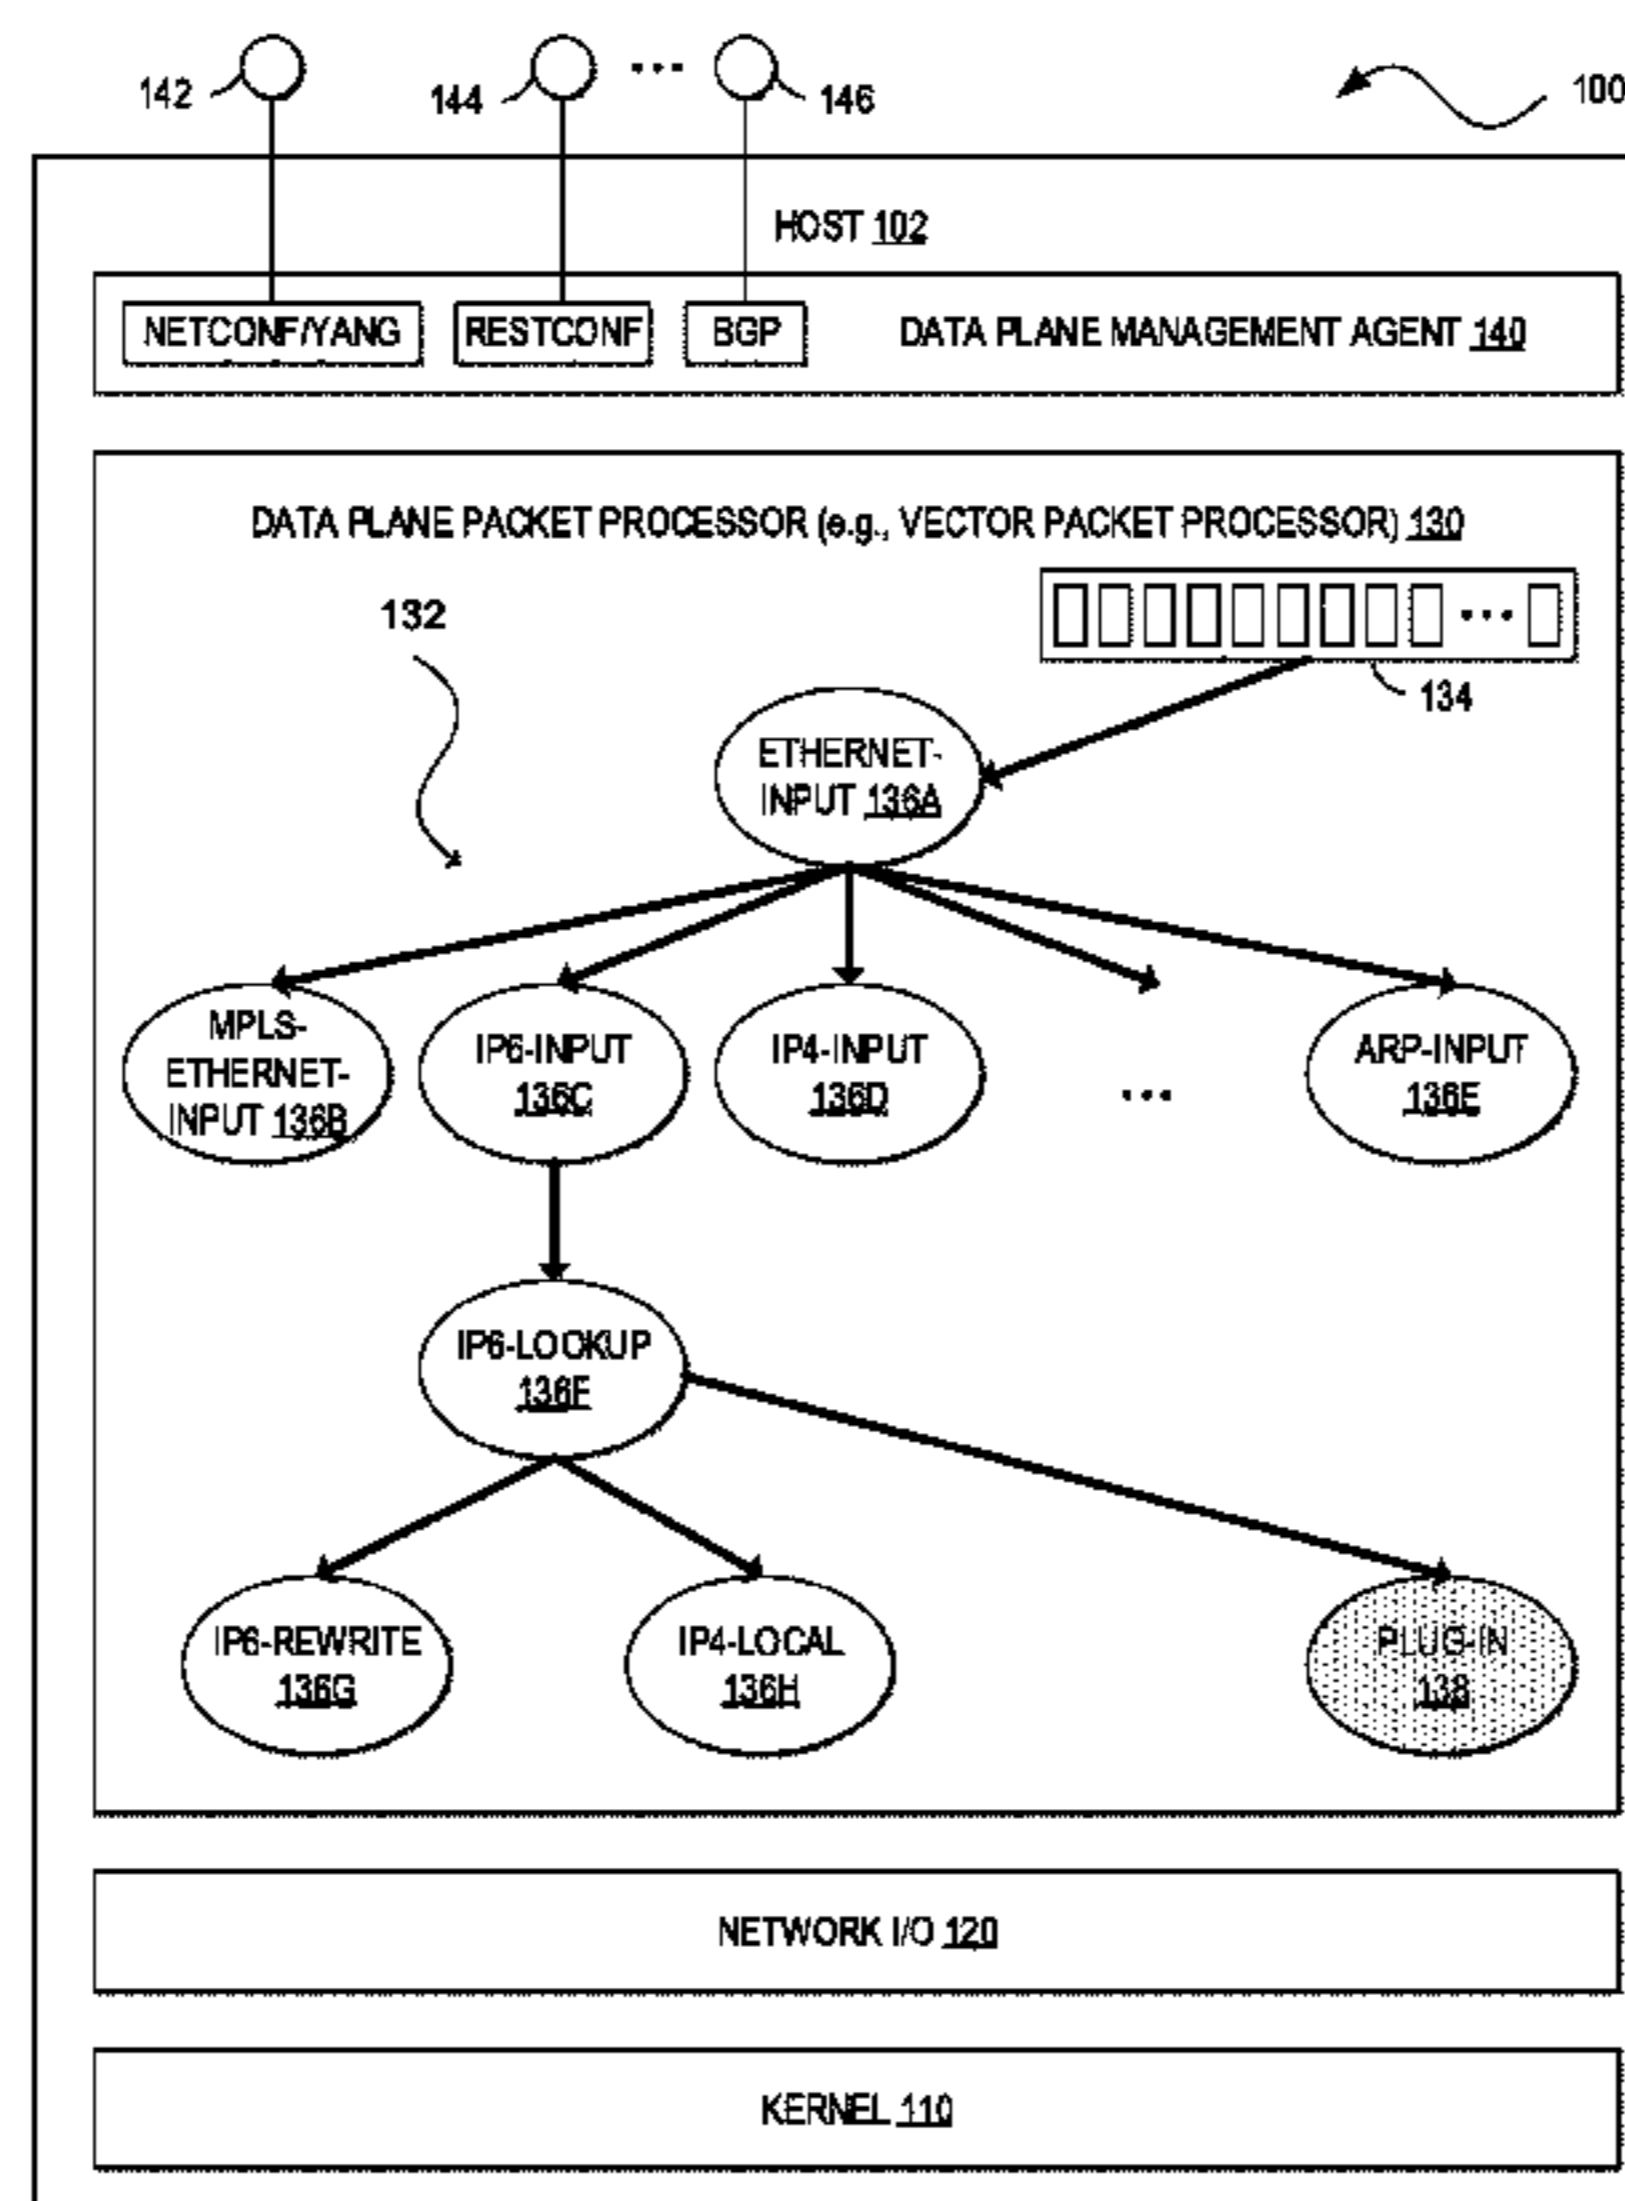 142
144
...
146
100
HOST 102
NETCONF/YANG
RESTCONF
BGP
DATA PLANE MANAGEMENT AGENT 140
DATA PLANE PACKET PROCESSOR (e.g., VECTOR PACKET PROCESSOR) 130
132
...
134
ETHERNET-
INPUT 136A
MPLS-
ETHERNET-
INPUT 136B
IP6-INPUT
136C
IP4-INPUT
136D
...
ARP-INPUT
136E
IP6-LOOKUP
136F
IP6-REWRITE
136G
IP4-LOCAL
136H
PLUG-IN
138
NETWORK I/O 120
KERNEL 110